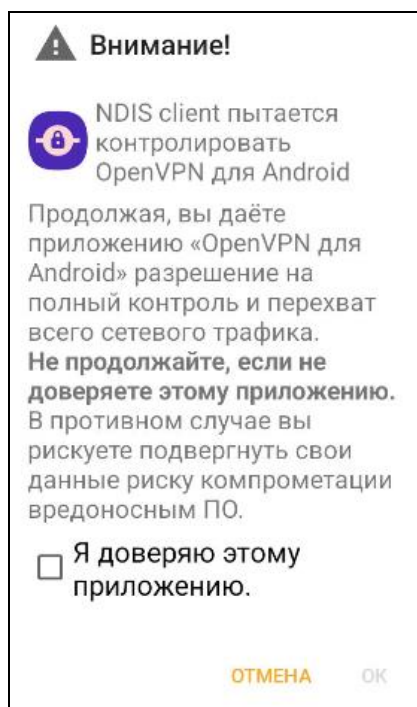 Внимание!
NDIS client пытается
контролировать
OpenVPN для Android
Продолжая, вы даёте
приложению «OpenVPN для
Android» разрешение на
полный контроль и перехват
всего сетевого трафика.
Не продолжайте, если не
доверяете этому приложению.
В противном случае вы
рискуете подвергнуть свои
данные риску компрометации
вредоносным ПО.
Я доверяю этому
приложению.
ОТМЕНА ОК